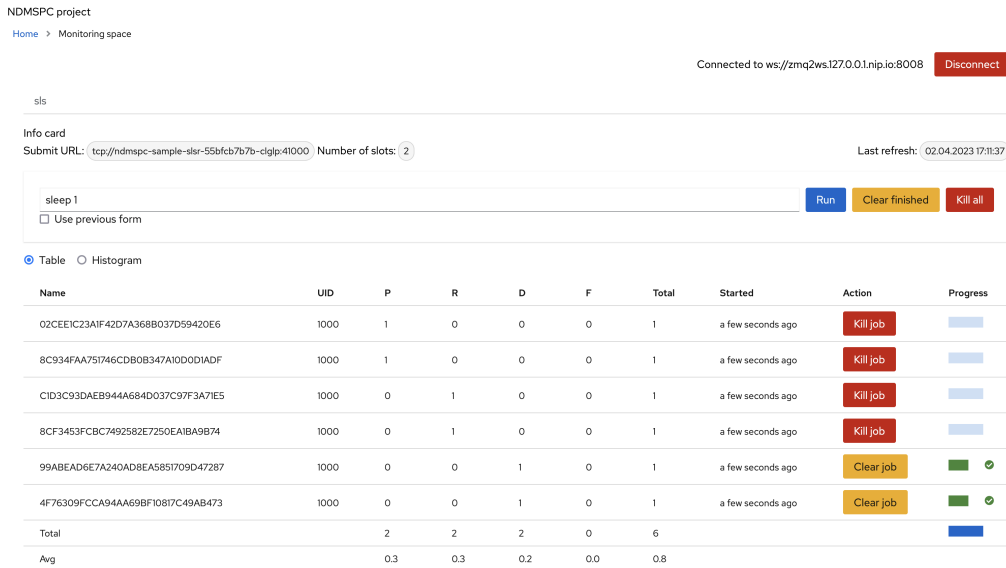 NDMSPC project
Home > Monitoring space
Connected to ws://zmq2ws.127.0.0.1.nip.io:8008 Disconnect
sls
Info card
Submit URL: tcp://ndmspc-sample-slsr-55bfcb7b7b-clglp:41000 Number of slots: 2 Last refresh: 02.04.2023 17:11:37
sleep 1 Run Clear finished Kill all
Use previous form
Table Histogram
Name UID P R D F Total Started Action Progress
02CEE1C23A1F42D7A368B037D59420E6 1000 1 0 0 0 1 a few seconds ago Kill job
8C934FAA751746CDB0B347A10D0D1ADF 1000 1 0 0 0 1 a few seconds ago Kill job
C1D3C93DAEB944A684D037C97F3A71E5 1000 0 1 0 0 1 a few seconds ago Kill job
8CF3453FCBC7492582E7250EA1BA9B74 1000 0 1 0 0 1 a few seconds ago Kill job
99ABEAD6E7A240AD8EA5851709D47287 1000 0 0 1 0 1 a few seconds ago Clear job
4F76309FCCA94AA69BF10817C49AB473 1000 0 0 1 0 1 a few seconds ago Clear job
Total 2 2 2 0 6
Avg 0.3 0.3 0.2 0.0 0.8